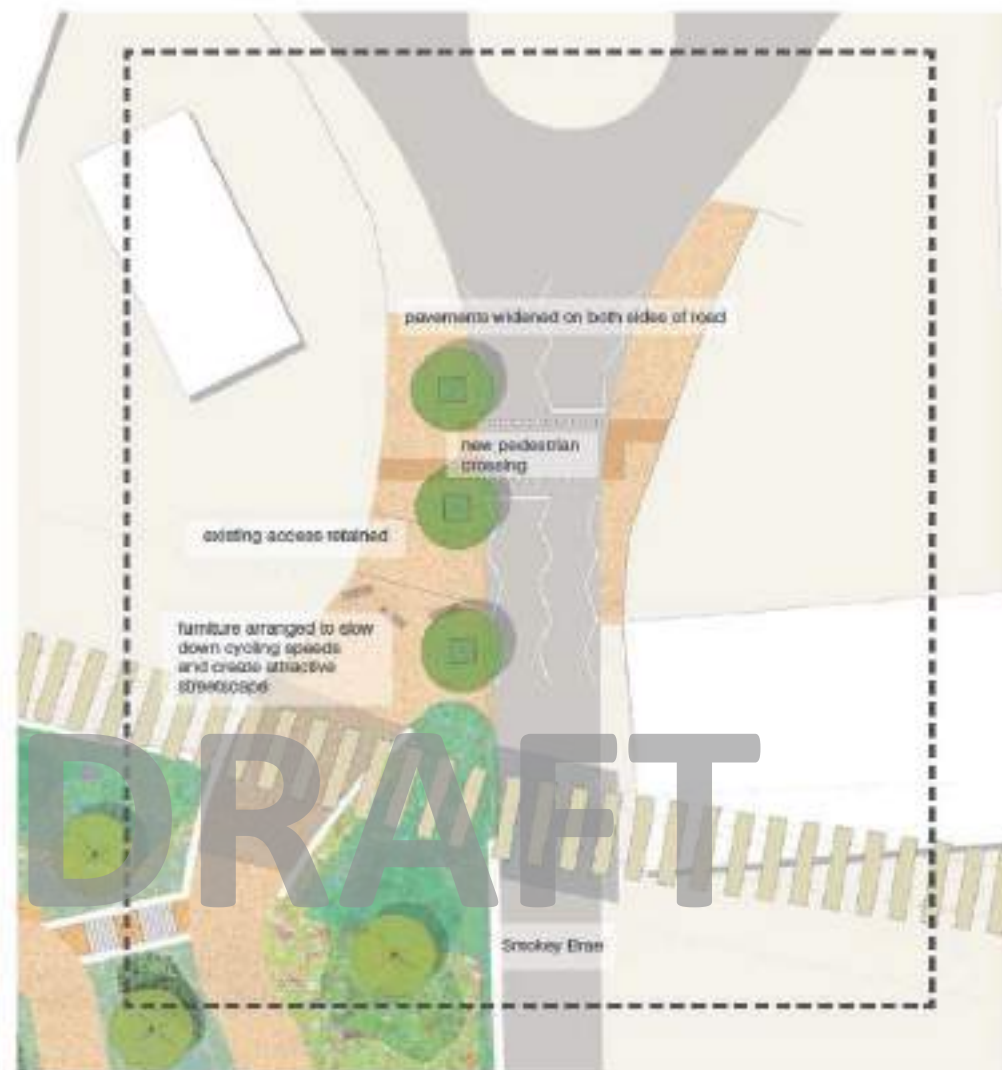 pavements widened on both sides of road
new pedestrian
crossing
existing access retained
furniture arranged to slow
down cycling speeds
and create attractive
streetscape
DRAFT
Smokey Brae